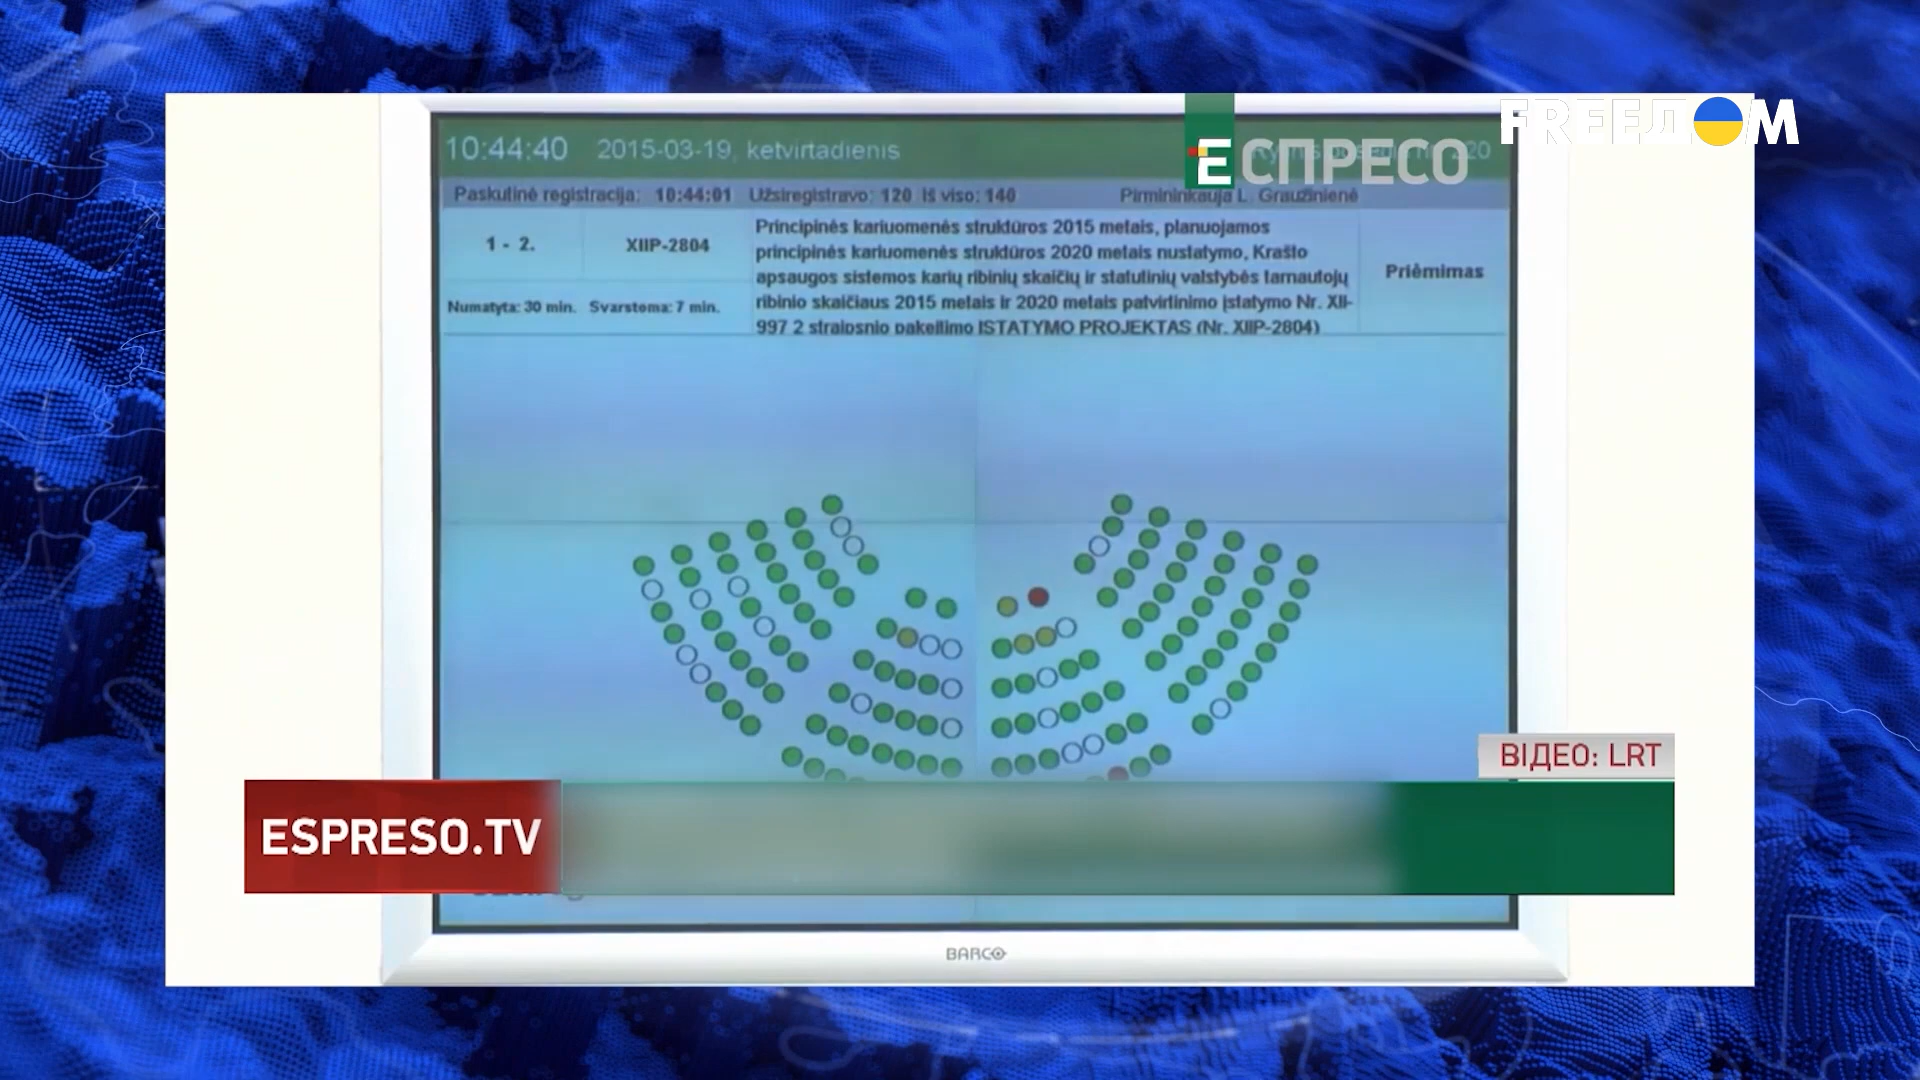 FREEДOM
ЕСПРЕСО
10:44:40 2015-03-19, ketvirtadienis
Paskutinė registracija: 10:44:01 Užsiregistravo: 120 Iš viso: 140 Pirmininkauja L. Graužinienė
1 - 2. XIIP-2804
Principinės kariuomenės struktūros 2015 metais, planuojamos
principinės kariuomenės struktūros 2020 metais nustatymo, Krašto
apsaugos sistemos karių ribinių skaičių ir statutinių valstybės tarnautojų
ribinio skaičiaus 2015 metais ir 2020 metais patvirtinimo įstatymo Nr. XII-
997 2 straipsnio pakeitimo ĮSTATYMO PROJEKTAS (Nr. XIIP-2804)
Priėmimas
Numatyta: 30 min. Svarstoma: 7 min.
ВІДЕО: LRT
ESPRESO.TV
BARCO